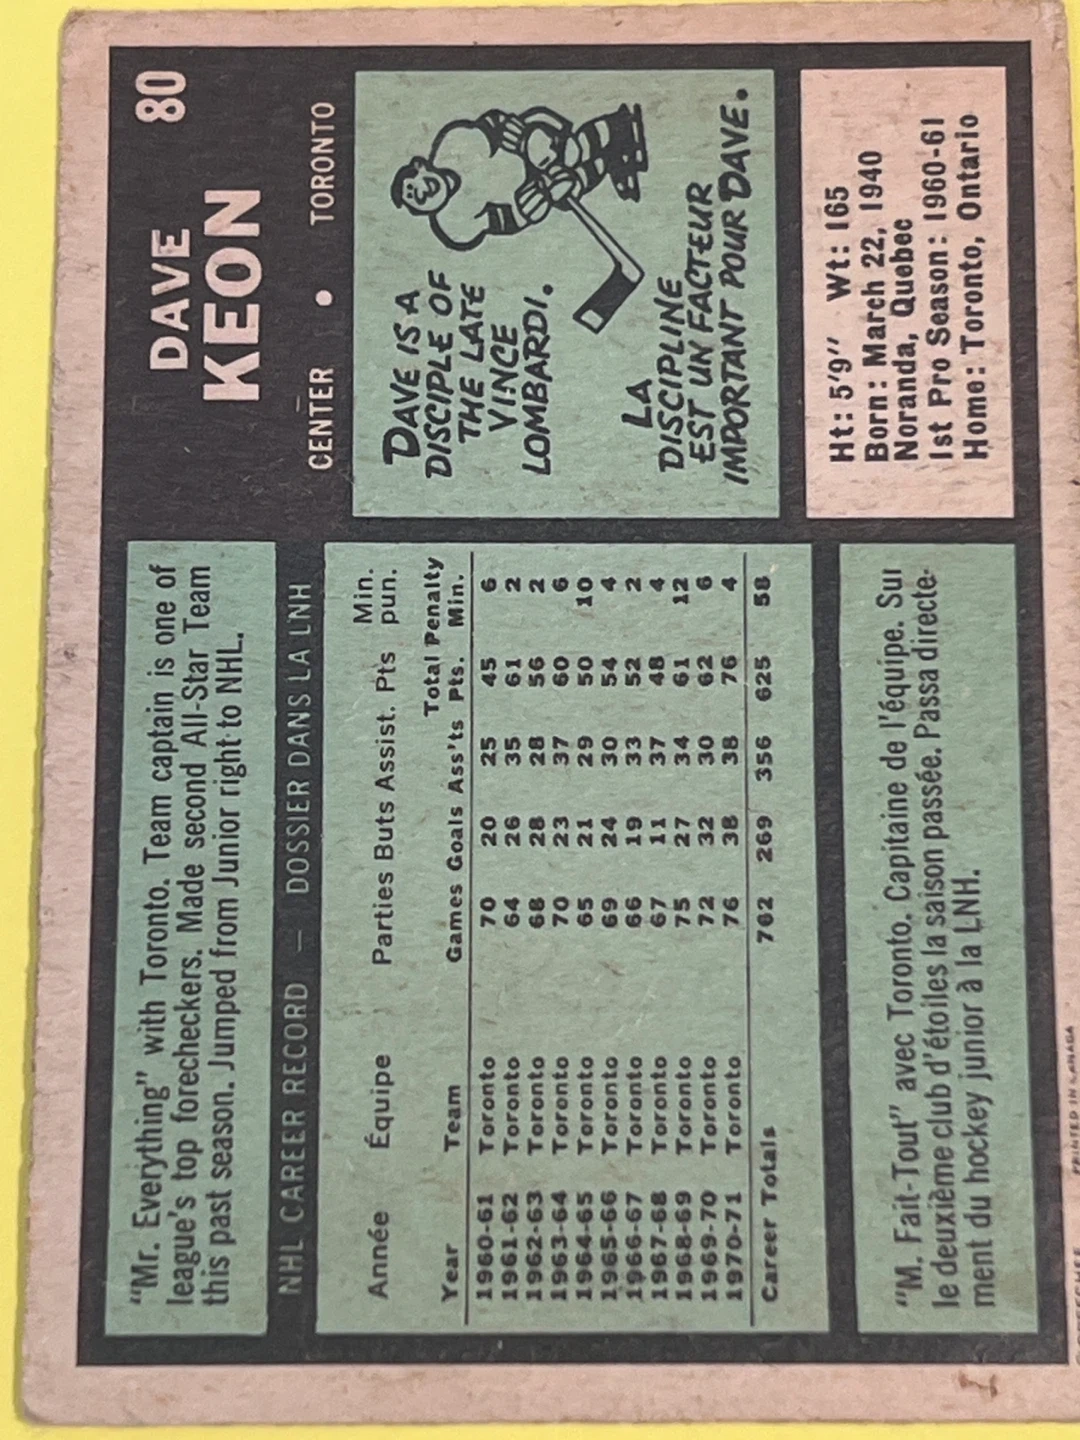 "Mr. Everything" with Toronto. Team captain is one of
league's top forecheckers. Made second All-Star Team
this past season. Jumped from Junior right to NHL.
DAVE 80
KEON
CENTER • TORONTO
NHL CAREER RECORD — DOSSIER DANS LA LNH
Année Équipe Parties Buts Assist. Pts Min. pun.
Year Team Games Goals Ass'ts Total Pts. Penalty Min.
1960-61 Toronto 70 20 25 45 6
1961-62 Toronto 64 26 35 61 2
1962-63 Toronto 68 28 28 56 2
1963-64 Toronto 70 23 37 60 6
1964-65 Toronto 65 21 29 50 10
1965-66 Toronto 69 24 30 54 4
1966-67 Toronto 66 19 33 52 2
1967-68 Toronto 67 11 37 48 4
1968-69 Toronto 75 27 34 61 12
1969-70 Toronto 72 32 30 62 6
1970-71 Toronto 76 38 38 76 4
Career Totals 762 269 356 625 58
DAVE IS A
DISCIPLE OF
THE LATE
VINCE
LOMBARDI.
LA
DISCIPLINE
EST UN FACTEUR
IMPORTANT POUR DAVE.
"M. Fait-Tout" avec Toronto. Capitaine de l'équipe. Sur
le deuxième club d'étoiles la saison passée. Passa directe-
ment du hockey junior à la LNH.
Ht: 5'9" Wt: 165
Born: March 22, 1940
Noranda, Quebec
1st Pro Season: 1960-61
Home: Toronto, Ontario
PRINTED IN CANADA